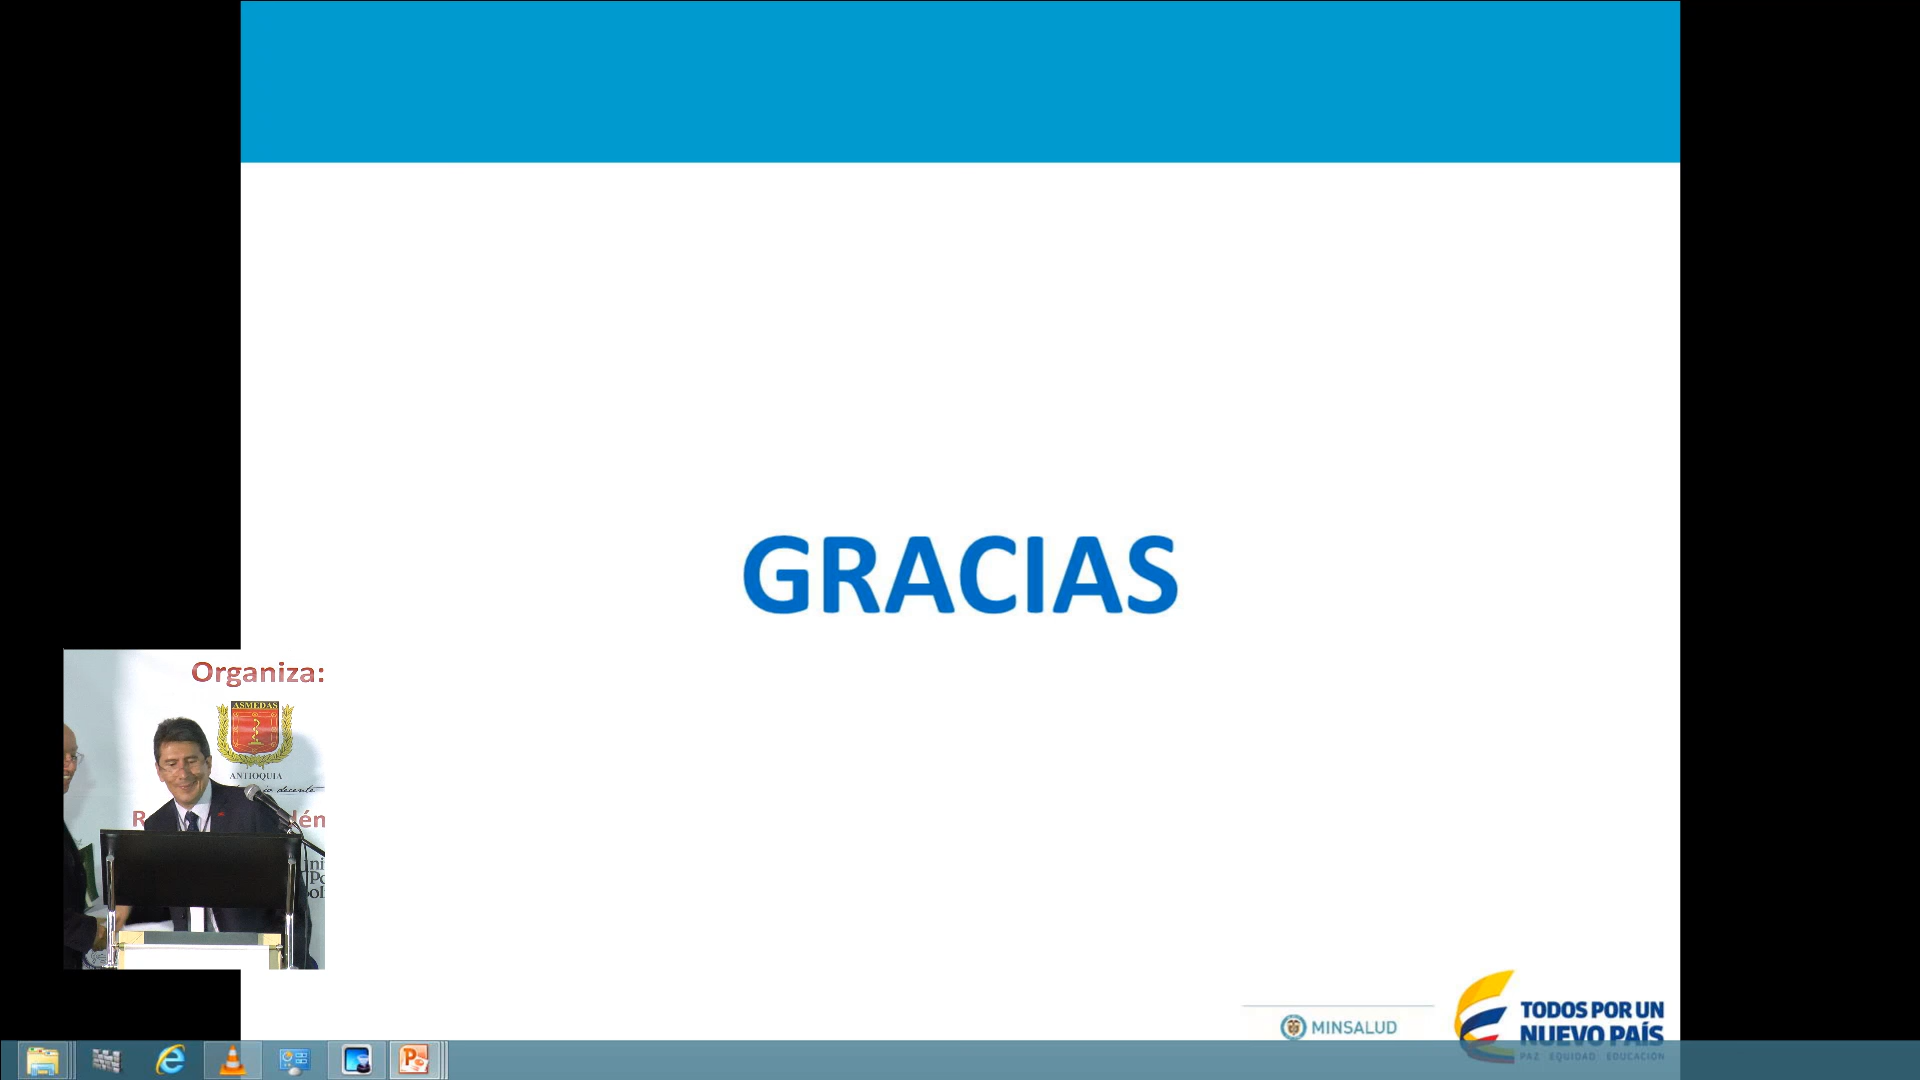 GRACIAS
Organiza:
ASMEDAS
ANTIOQUIA
MINSALUD
TODOS POR UN
NUEVO PAÍS
PAZ EQUIDAD EDUCACIÓN